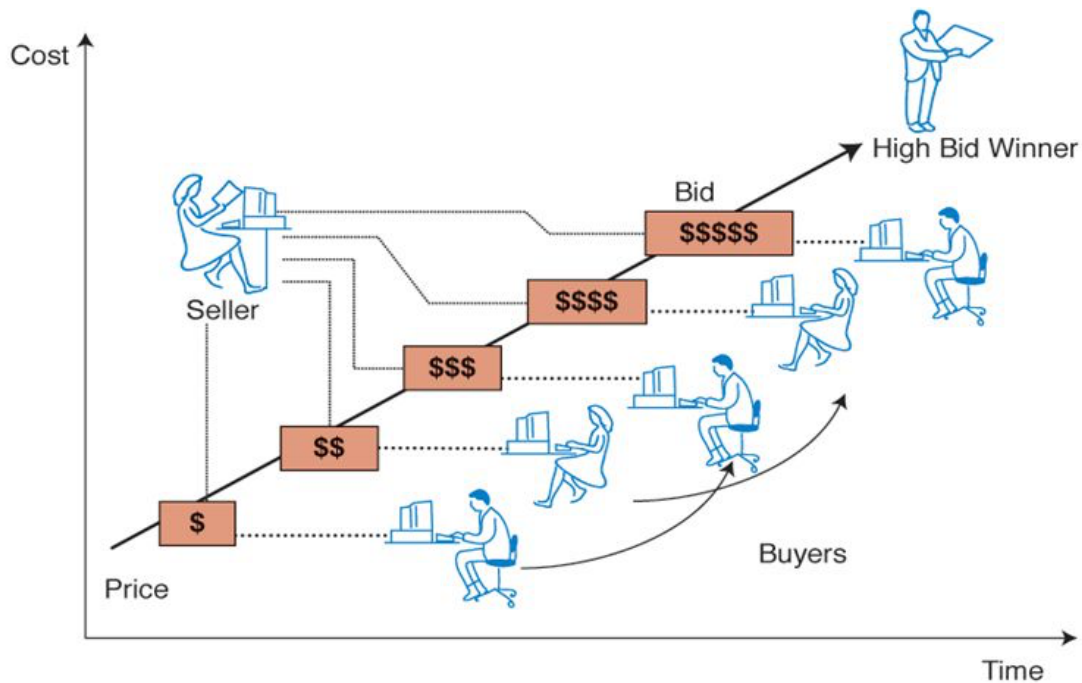 Cost
High Bid Winner
Bid
$$$$$
$$$$
Seller
$$$
$$
$
Buyers
Price
Time